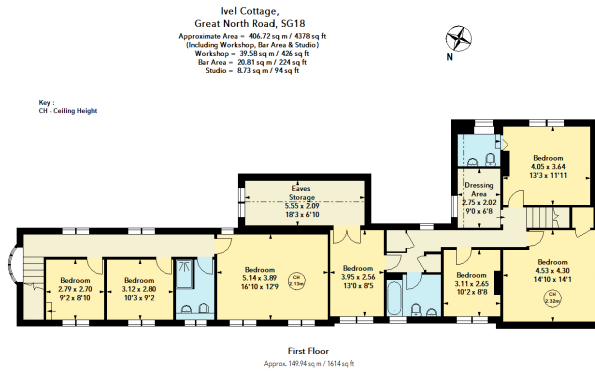 Ivel Cottage,
Great North Road, SG18
Approximate Area = 406.72 sq m / 4378 sq ft
(Including Workshop, Bar Area & Studio)
Workshop = 39.58 sq m / 426 sq ft
Bar Area = 20.81 sq m / 224 sq ft
Studio = 8.73 sq m / 94 sq ft
N
Key :
CH - Ceiling Height
Bedroom
4.05 x 3.64
13'3 x 11'11
Dressing
Area
2.75 x 2.02
9'0 x 6'8
Eaves
Storage
5.55 x 2.09
18'3 x 6'10
Bedroom
2.79 x 2.70
9'2 x 8'10
Bedroom
3.12 x 2.80
10'3 x 9'2
Bedroom
5.14 x 3.89
16'10 x 12'9
CH
2.13m
Bedroom
3.95 x 2.56
13'0 x 8'5
Bedroom
3.11 x 2.65
10'2 x 8'8
Bedroom
4.53 x 4.30
14'10 x 14'1
CH
2.32m
First Floor
Approx. 149.94 sq m / 1614 sq ft